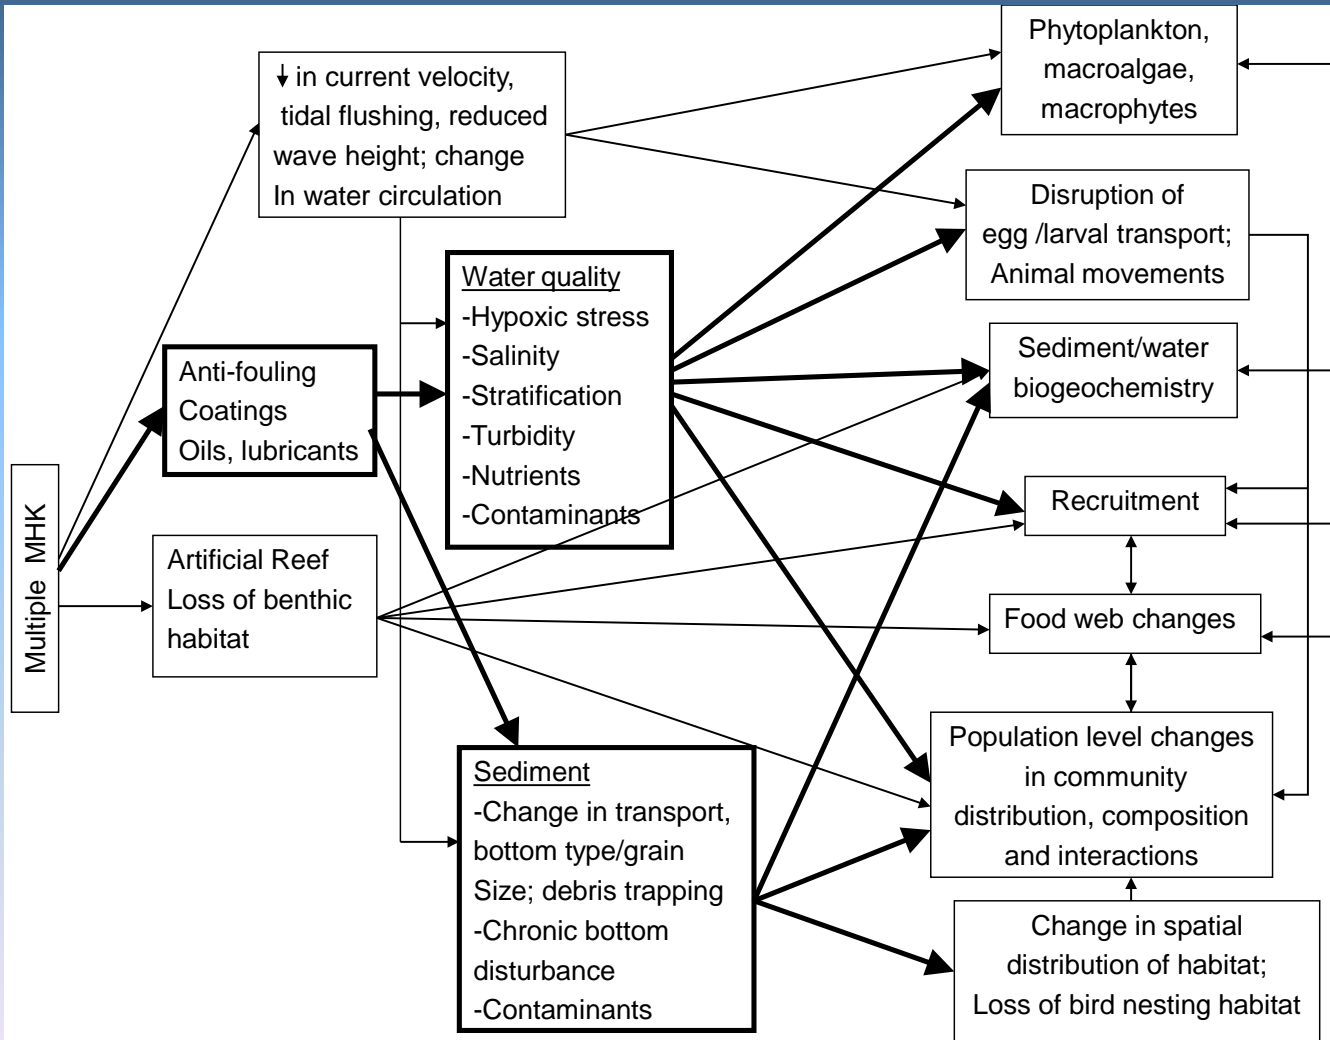 Multiple MHK
↓ in current velocity,
tidal flushing, reduced
wave height; change
In water circulation
Anti-fouling
Coatings
Oils, lubricants
Artificial Reef
Loss of benthic
habitat
Water quality
-Hypoxic stress
-Salinity
-Stratification
-Turbidity
-Nutrients
-Contaminants
Sediment
-Change in transport,
bottom type/grain
Size; debris trapping
-Chronic bottom
disturbance
-Contaminants
Phytoplankton,
macroalgae,
macrophytes
Disruption of
egg /larval transport;
Animal movements
Sediment/water
biogeochemistry
Recruitment
Food web changes
Population level changes
in community
distribution, composition
and interactions
Change in spatial
distribution of habitat;
Loss of bird nesting habitat